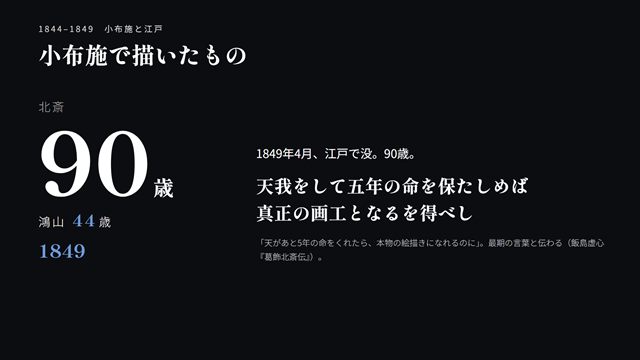 1844–1849　小布施と江戸
小布施で描いたもの
北斎
90歳
鴻山 44歳
1849
1849年4月、江戸で没。90歳。
天我をして五年の命を保たしめば
真正の画工となるを得べし
「天があと5年の命をくれたら、本物の絵描きになれるのに」。最期の言葉と伝わる（飯島虚心
『葛飾北斎伝』）。